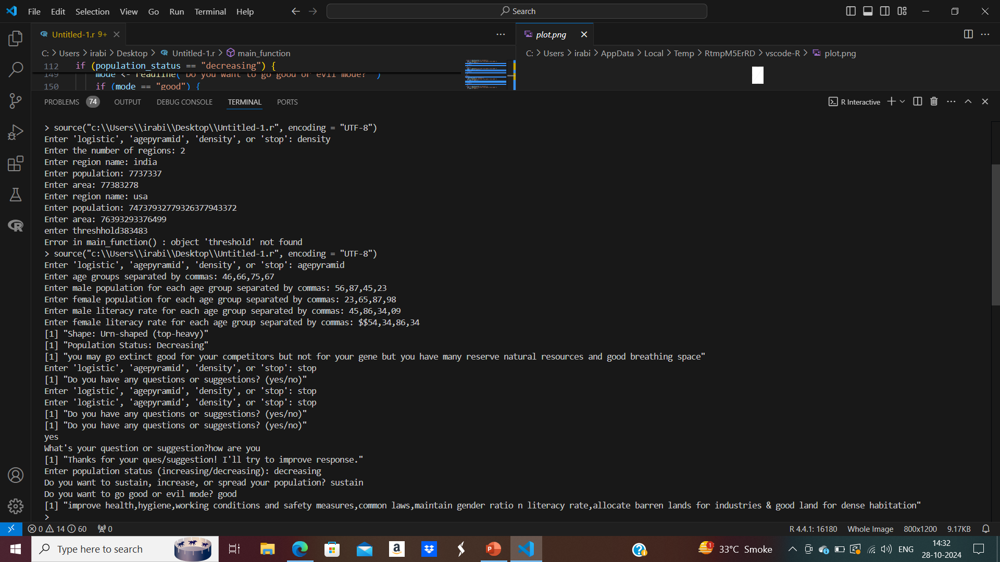 File Edit Selection View Go Run Terminal Help
Search
Untitled-1.r 9+
plot.png
C: > Users > irabi > Desktop > Untitled-1.r > main_function
C: > Users > irabi > AppData > Local > Temp > RtmpM5ErRD > vscode-R > plot.png
112 if (population_status == "decreasing") {
149 mode <- readline("Do you want to go good or evil mode? ")
150 if (mode == "good") {
PROBLEMS 74 OUTPUT DEBUG CONSOLE TERMINAL PORTS
R Interactive
> source("c:\\Users\\irabi\\Desktop\\Untitled-1.r", encoding = "UTF-8")
Enter 'logistic', 'agepyramid', 'density', or 'stop': density
Enter the number of regions: 2
Enter region name: india
Enter population: 7737337
Enter area: 77383278
Enter region name: usa
Enter population: 74737932779326377943372
Enter area: 76393293376499
enter threshhold383483
Error in main_function() : object 'threshold' not found
> source("c:\\Users\\irabi\\Desktop\\Untitled-1.r", encoding = "UTF-8")
Enter 'logistic', 'agepyramid', 'density', or 'stop': agepyramid
Enter age groups separated by commas: 46,66,75,67
Enter male population for each age group separated by commas: 56,87,45,23
Enter female population for each age group separated by commas: 23,65,87,98
Enter male literacy rate for each age group separated by commas: 45,86,34,09
Enter female literacy rate for each age group separated by commas: $$54,34,86,34
[1] "Shape: Urn-shaped (top-heavy)"
[1] "Population Status: Decreasing"
[1] "you may go extinct good for your competitors but not for your gene but you have many reserve natural resources and good breathing space"
Enter 'logistic', 'agepyramid', 'density', or 'stop': stop
[1] "Do you have any questions or suggestions? (yes/no)"
Enter 'logistic', 'agepyramid', 'density', or 'stop': stop
Enter 'logistic', 'agepyramid', 'density', or 'stop': stop
[1] "Do you have any questions or suggestions? (yes/no)"
[1] "Do you have any questions or suggestions? (yes/no)"
yes
What's your question or suggestion?how are you
[1] "Thanks for your ques/suggestion! I'll try to improve response."
Enter population status (increasing/decreasing): decreasing
Do you want to sustain, increase, or spread your population? sustain
Do you want to go good or evil mode? good
[1] "improve health,hygiene,working conditions and safety measures,common laws,maintain gender ratio n literacy rate,allocate barren lands for industries & good land for dense habitation"
>
0 14 60 0
R 4.4.1: 16180 Whole Image 800x1200 9.17KB
Type here to search
1 33°C Smoke
ENG
14:32
28-10-2024